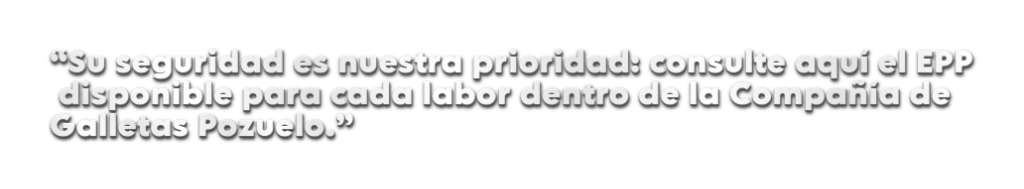 “Su seguridad es nuestra prioridad: consulte aquí el EPP
disponible para cada labor dentro de la Compañía de
Galletas Pozuelo.”